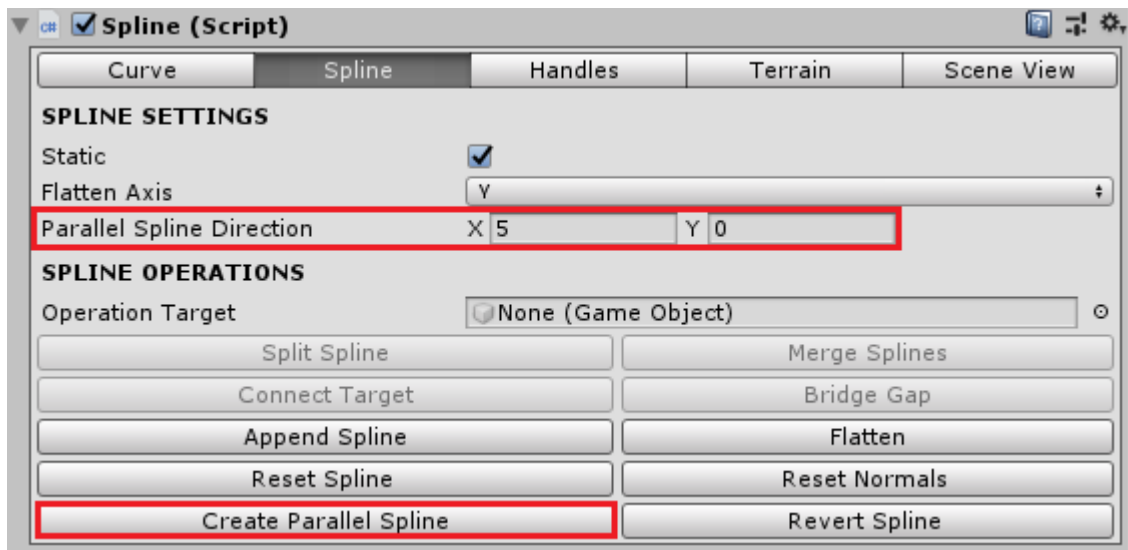 c# Spline (Script)
Curve Spline Handles Terrain Scene View
SPLINE SETTINGS
Static
Flatten Axis Y
Parallel Spline Direction X 5 Y 0
SPLINE OPERATIONS
Operation Target None (Game Object)
Split Spline Merge Splines
Connect Target Bridge Gap
Append Spline Flatten
Reset Spline Reset Normals
Create Parallel Spline Revert Spline